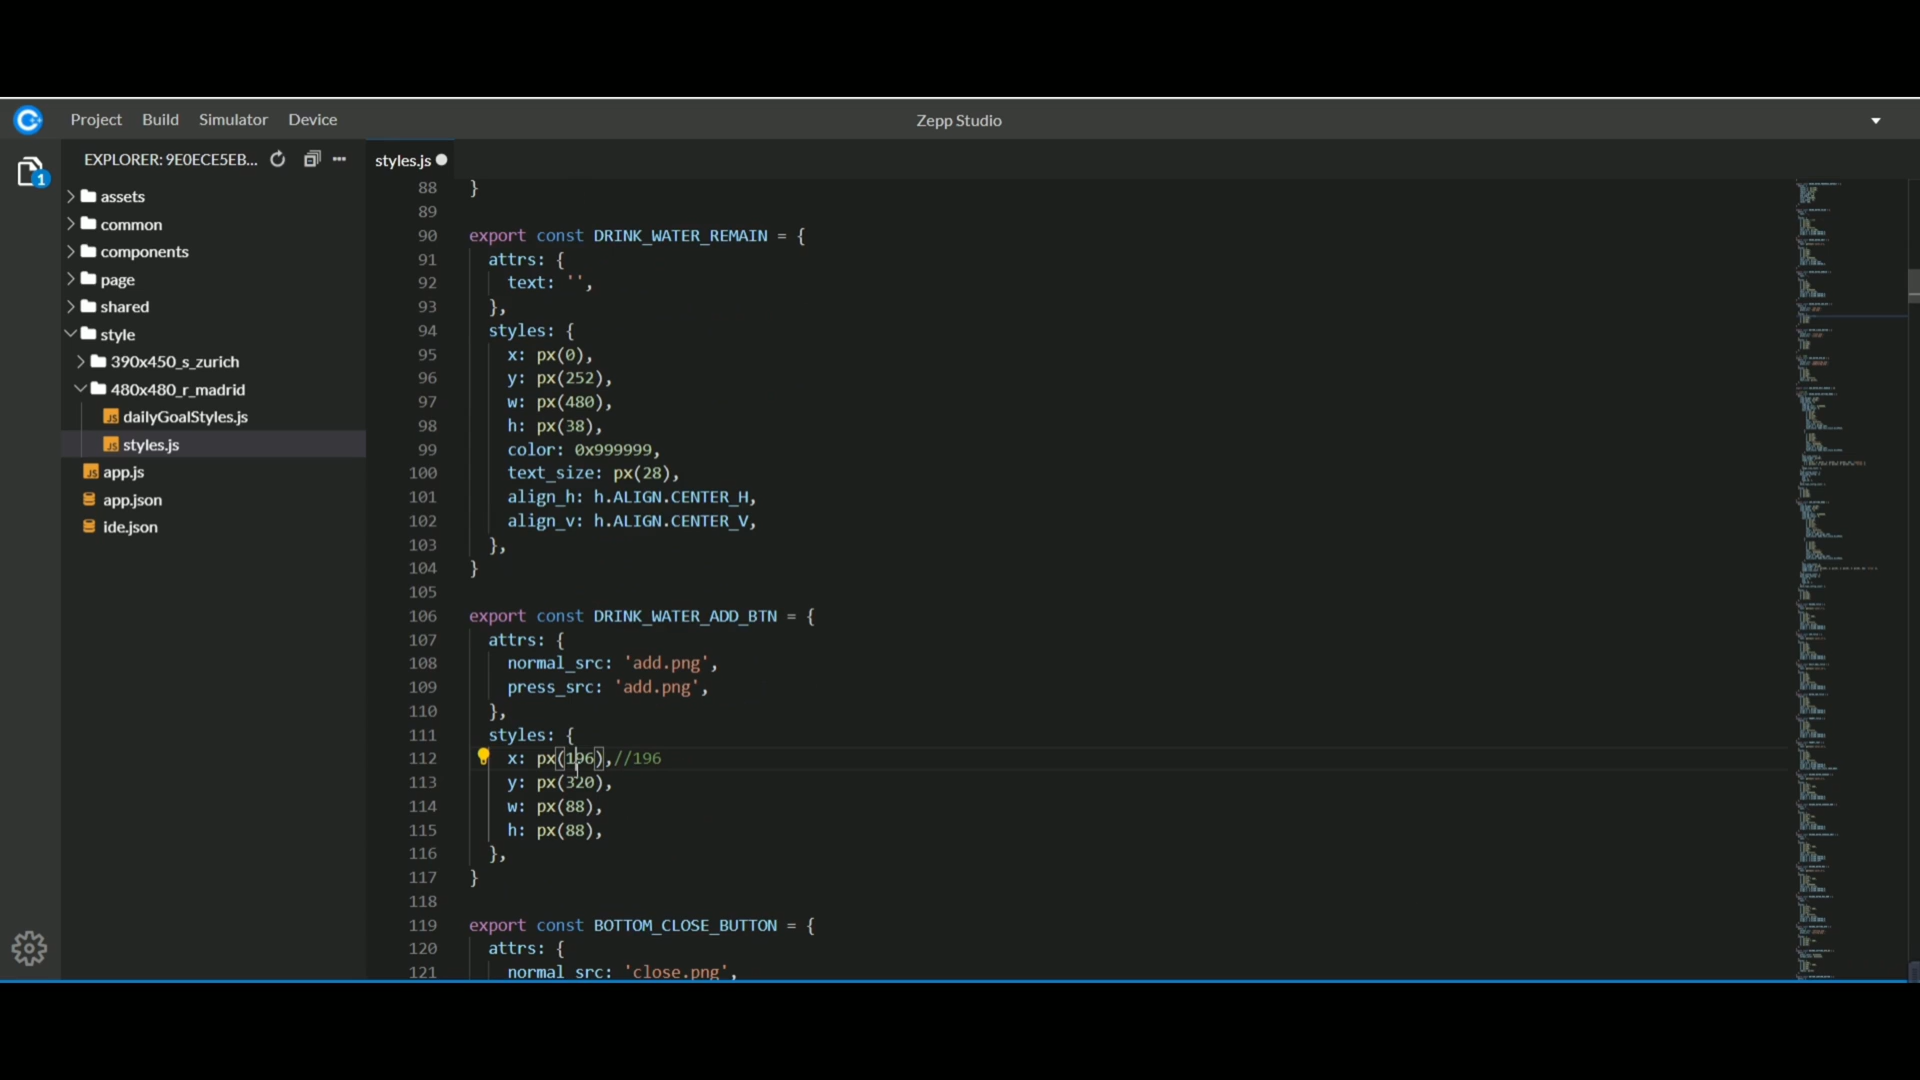 Project Build Simulator Device
Zepp Studio
EXPLORER: 9E0ECE5EB...
1
assets
common
components
page
shared
style
390x450_s_zurich
480x480_r_madrid
JS dailyGoalStyles.js
JS styles.js
JS app.js
app.json
ide.json
styles.js
88 }
89
90 export const DRINK_WATER_REMAIN = {
91 attrs: {
92 text: '',
93 },
94 styles: {
95 x: px(0),
96 y: px(252),
97 w: px(480),
98 h: px(38),
99 color: 0x999999,
100 text_size: px(28),
101 align_h: h.ALIGN.CENTER_H,
102 align_v: h.ALIGN.CENTER_V,
103 },
104 }
105
106 export const DRINK_WATER_ADD_BTN = {
107 attrs: {
108 normal_src: 'add.png',
109 press_src: 'add.png',
110 },
111 styles: {
112 x: px(196),//196
113 y: px(320),
114 w: px(88),
115 h: px(88),
116 },
117 }
118
119 export const BOTTOM_CLOSE_BUTTON = {
120 attrs: {
121 normal_src: 'close.png',